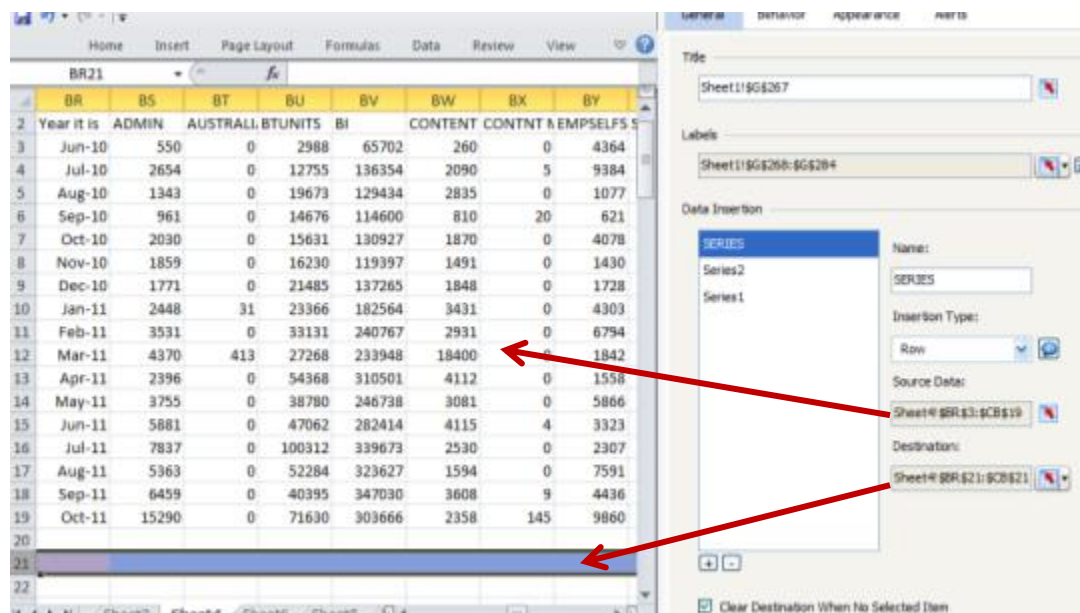 Home Insert Page Layout Formulas Data Review View
BR21 fx
BR BS BT BU BV BW BX BY
2 Year it is ADMIN AUSTRALL BTUNITS BI CONTENT CONTNT EMPSELFS S
3 Jun-10 550 0 2988 65702 260 0 4364
4 Jul-10 2654 0 12755 136354 2090 5 9384
5 Aug-10 1343 0 19673 129434 2835 0 1077
6 Sep-10 961 0 14676 114600 810 20 621
7 Oct-10 2030 0 15631 130927 1870 0 4078
8 Nov-10 1859 0 16230 119397 1491 0 1430
9 Dec-10 1771 0 21485 137265 1848 0 1728
10 Jan-11 2448 31 23366 182564 3431 0 4303
11 Feb-11 3531 0 33131 240767 2931 0 6794
12 Mar-11 4370 413 27268 233948 18400 1842
13 Apr-11 2396 0 54368 310501 4112 0 1558
14 May-11 3755 0 38780 246738 3081 0 5866
15 Jun-11 5881 0 47062 282414 4115 4 3323
16 Jul-11 7837 0 100312 339673 2530 0 2307
17 Aug-11 5363 0 52284 323627 1594 0 7591
18 Sep-11 6459 0 40395 347030 3608 9 4436
19 Oct-11 15290 0 71630 303666 2358 145 9860
20
21
22
General Behavior Appearance Alerts
Title
Sheet1!$G$267
Labels
Sheet1!$G$268:$G$284
Data Insertion
SERIES
Series2
Series1
Name:
SERIES
Insertion Type:
Row
Source Data:
Sheet4!$BR$3:$CB$19
Destination:
Sheet4!$BR$21:$CB$21
+ -
Clear Destination When No Selected Item